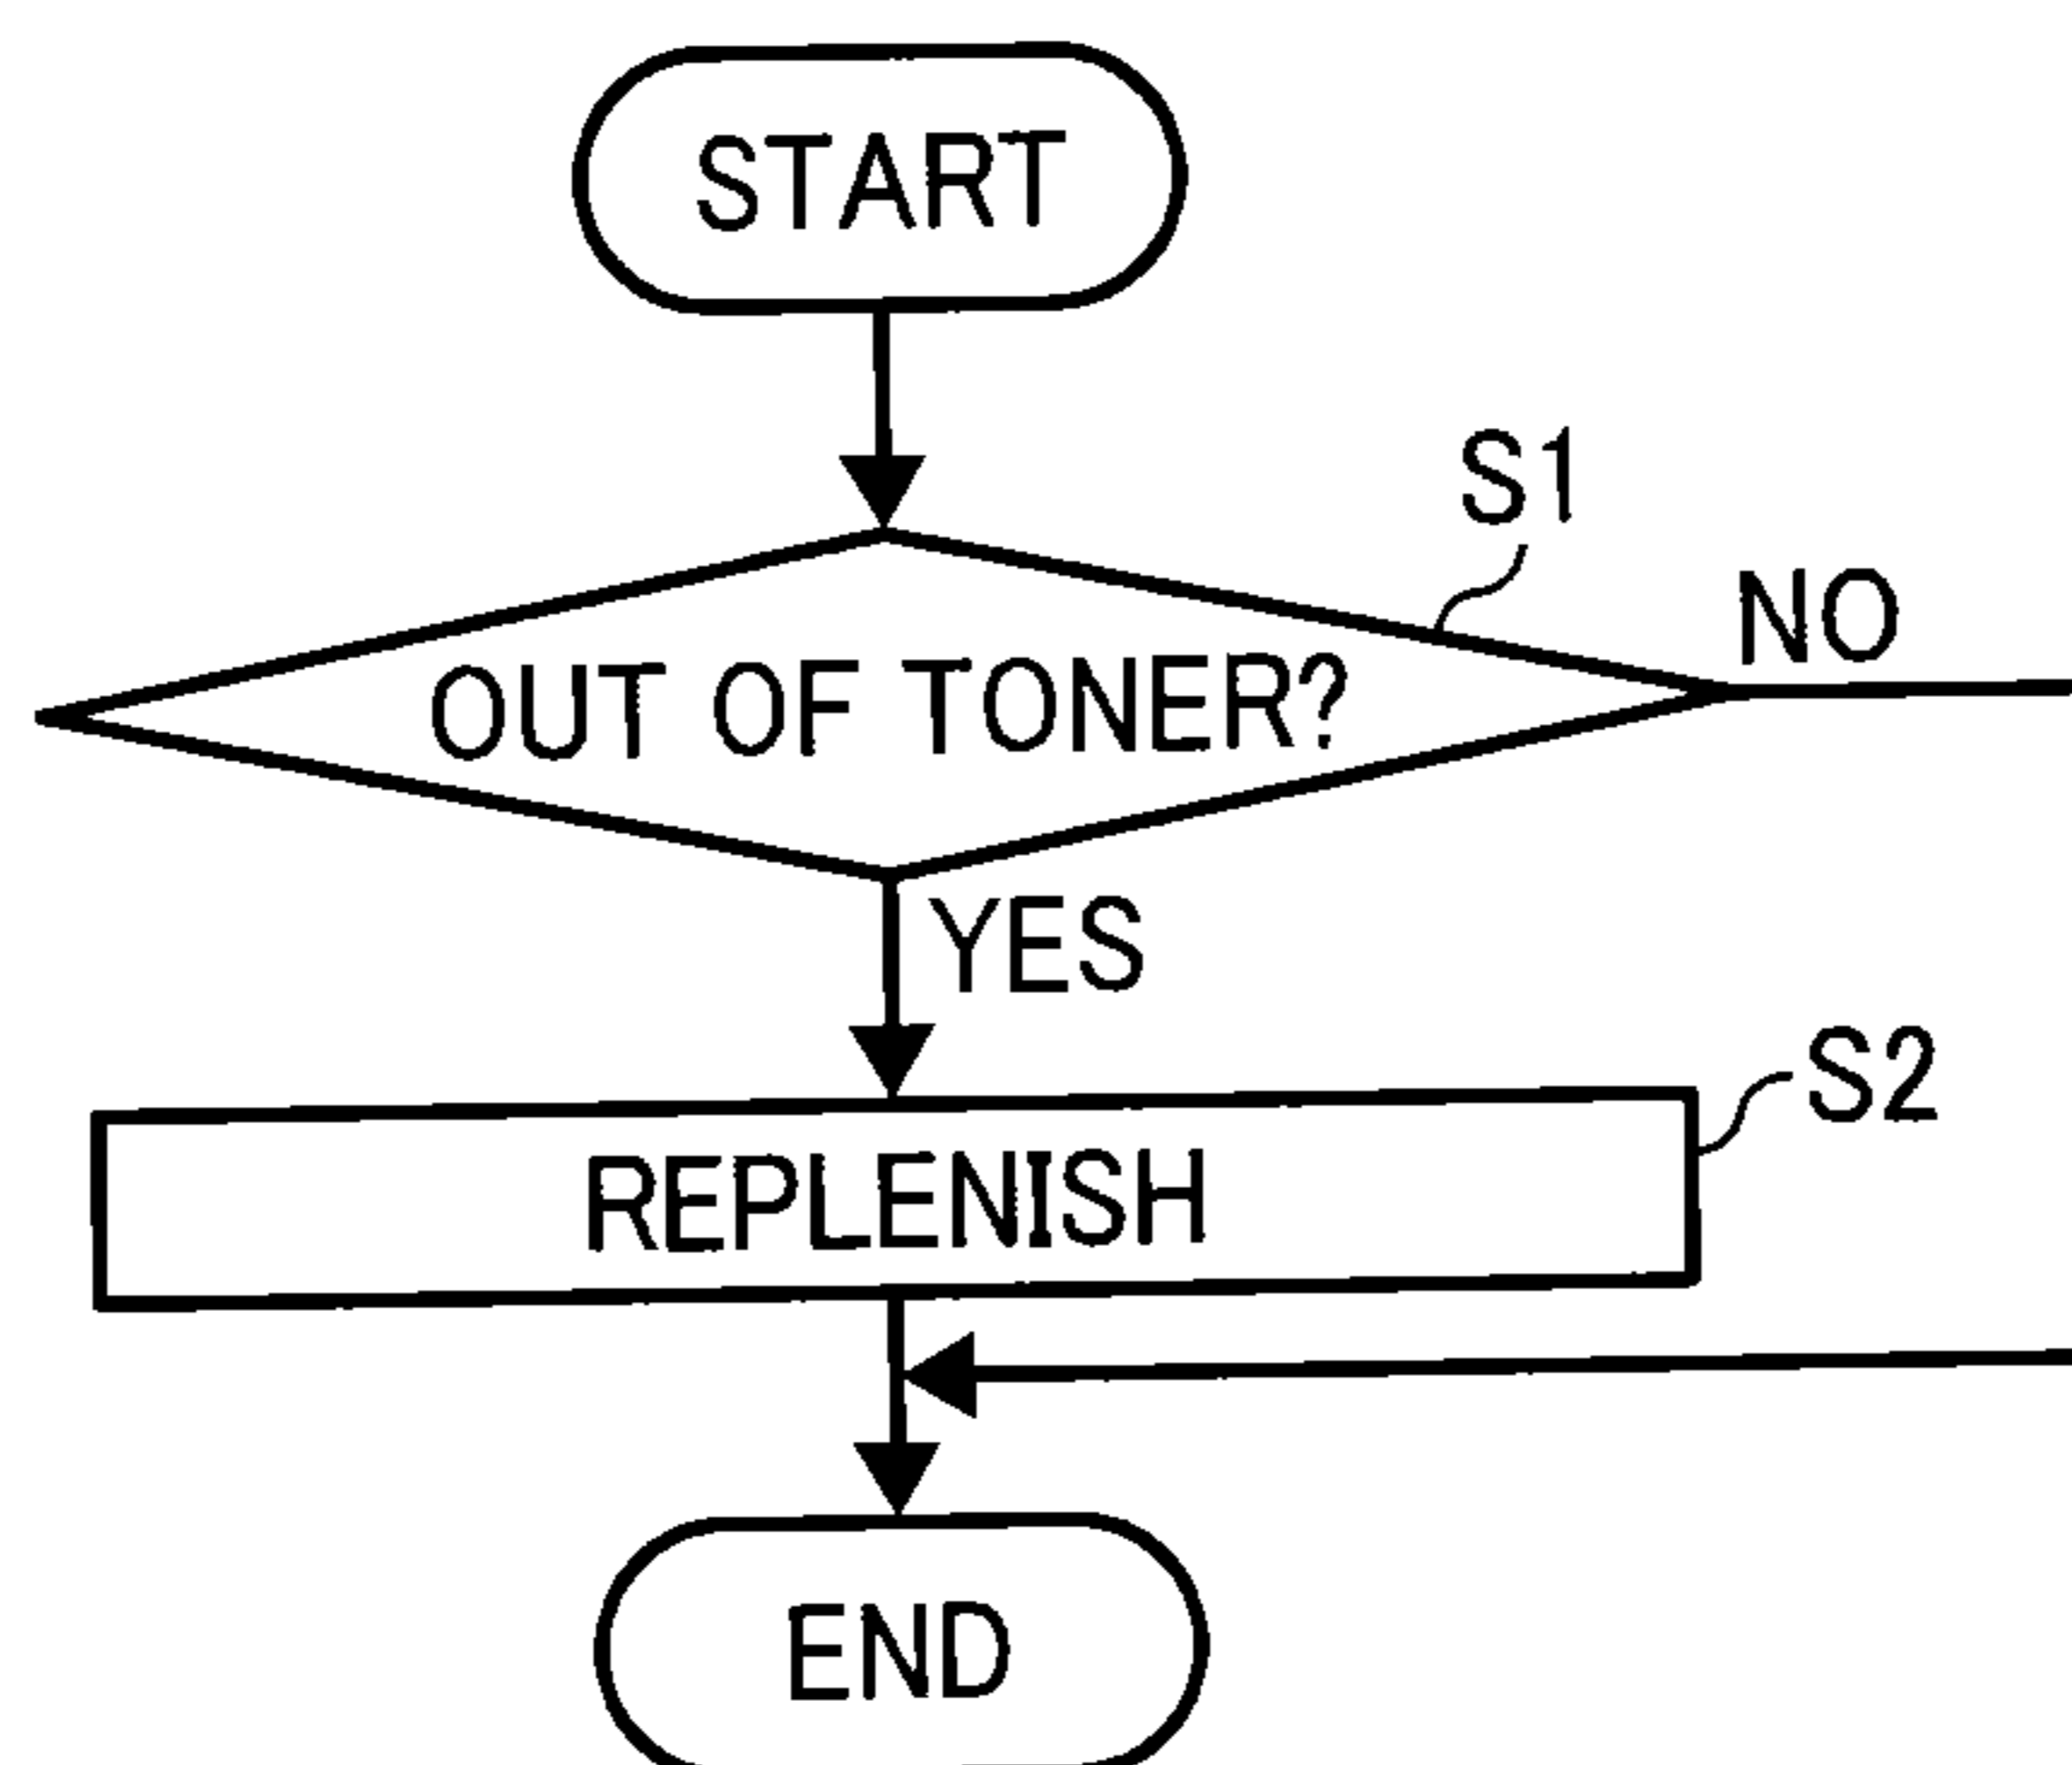 START
S1
NO
OUT OF TONER?
YES
S2
REPLENISH
END